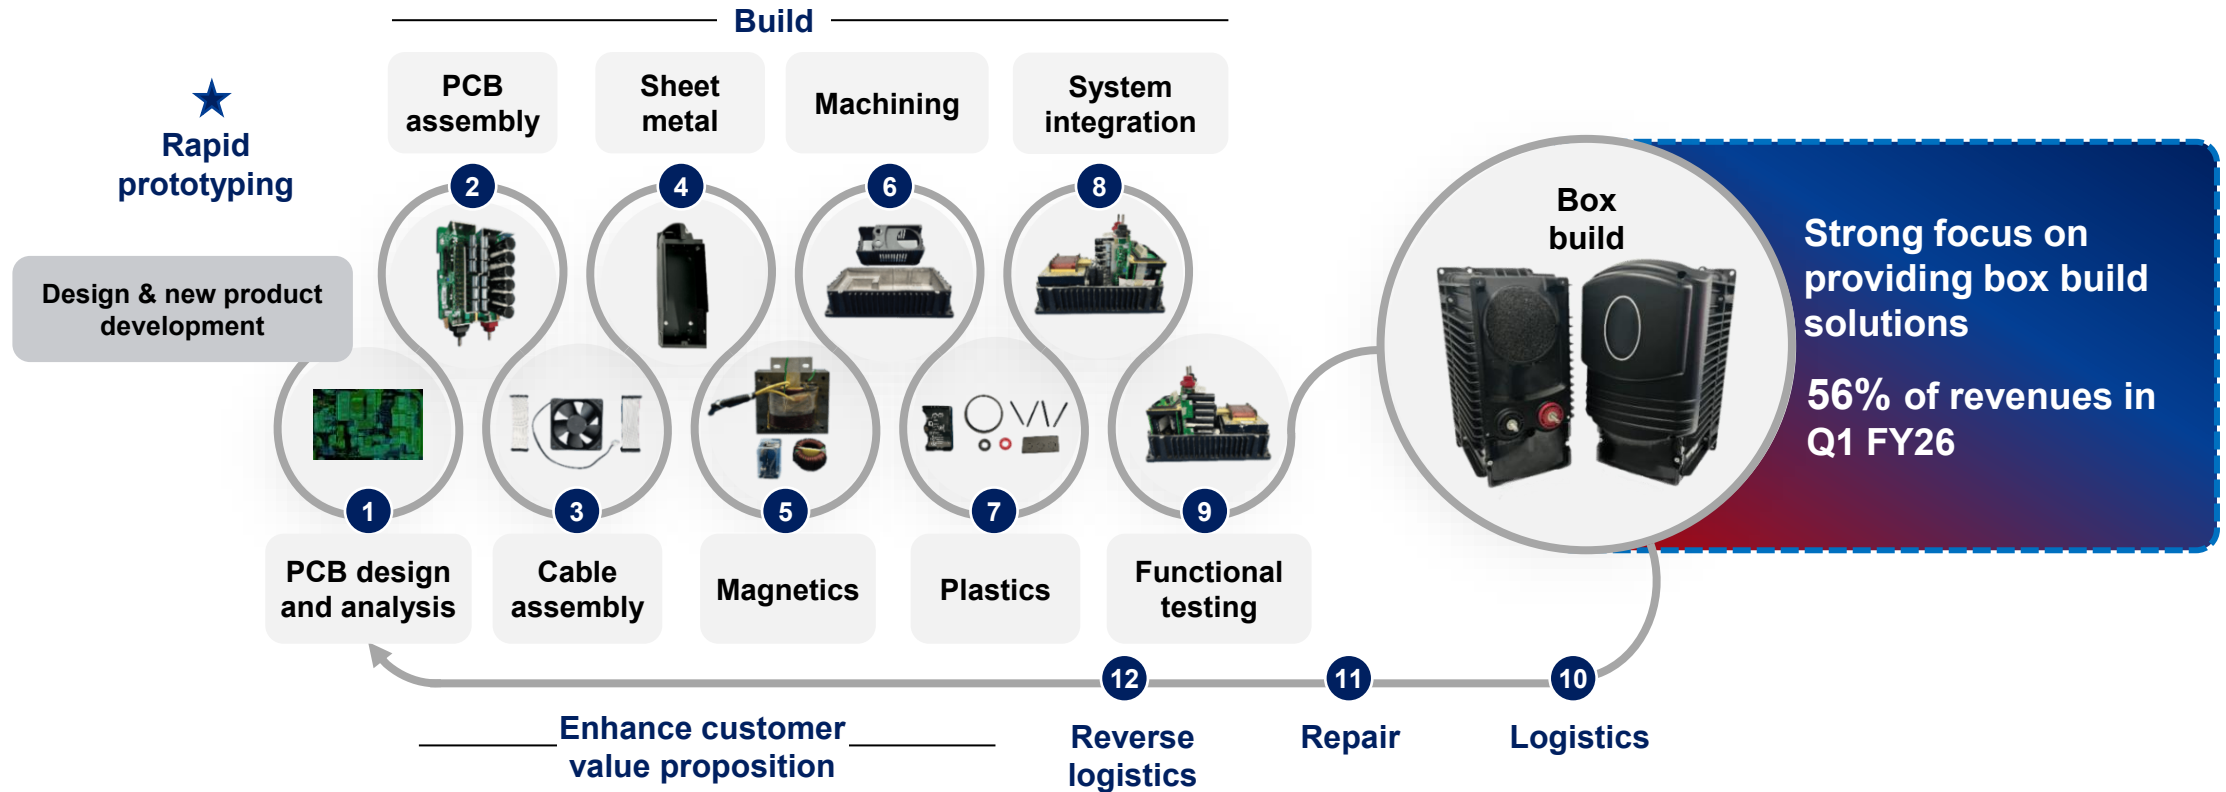 Build
PCB
assembly
Sheet
metal
Machining
System
integration
Rapid
prototyping
2
4
6
8
Design & new product
development
Box
build
Strong focus on
providing box build
solutions
56% of revenues in
Q1 FY26
1
3
5
7
9
PCB design
and analysis
Cable
assembly
Magnetics
Plastics
Functional
testing
12
11
10
Enhance customer
value proposition
Reverse
logistics
Repair
Logistics